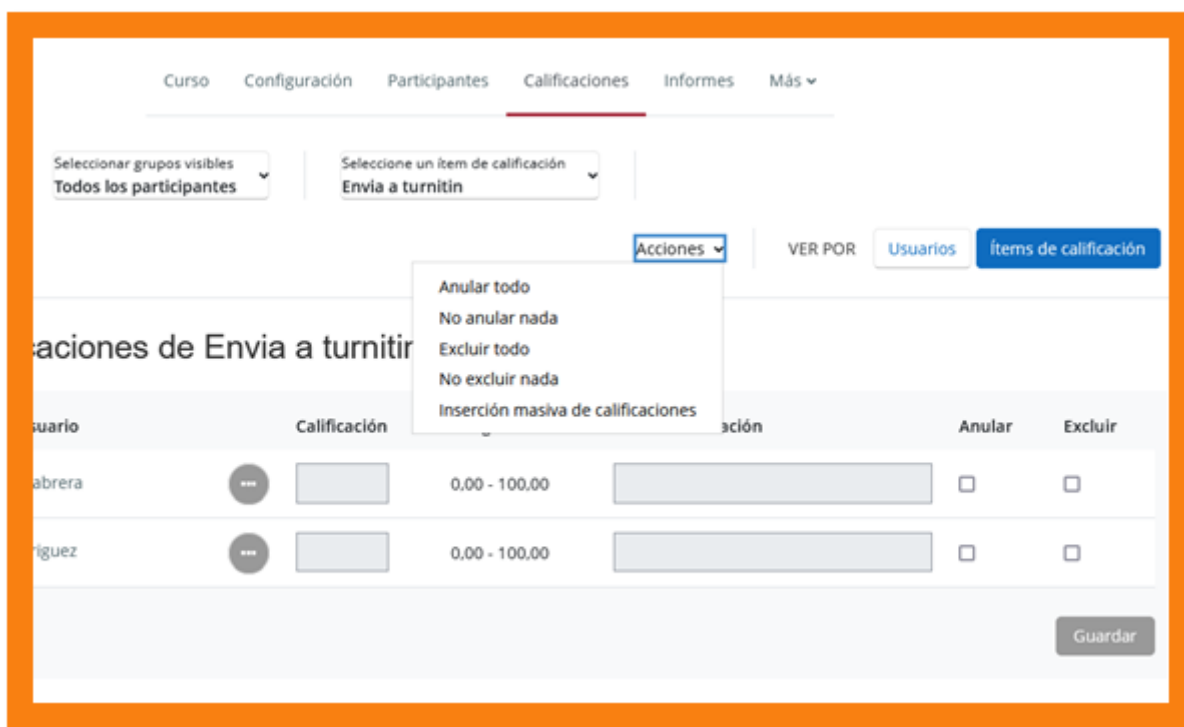 Curso Configuración Participantes Calificaciones Informes Más
Seleccionar grupos visibles
Todos los participantes
Seleccione un ítem de calificación
Envia a turnitin
Acciones VER POR Usuarios Ítems de calificación
Anular todo
No anular nada
Excluir todo
No excluir nada
Inserción masiva de calificaciones
caciones de Envia a turnitin
suario Calificación ación Anular Excluir
abrera 0,00 - 100,00
riguez 0,00 - 100,00
Guardar